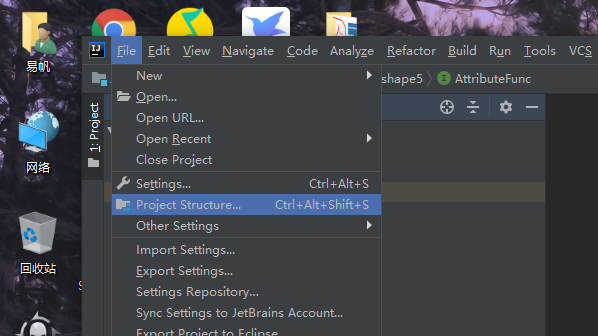 易帆
网络
回收站
File Edit View Navigate Code Analyze Refactor Build Run Tools VCS
shape5 AttributeFunc
1: Project
New
Open...
Open URL...
Open Recent
Close Project
Settings... Ctrl+Alt+S
Project Structure... Ctrl+Alt+Shift+S
Other Settings
Import Settings...
Export Settings...
Settings Repository...
Sync Settings to JetBrains Account...
Export Project to Eclipse